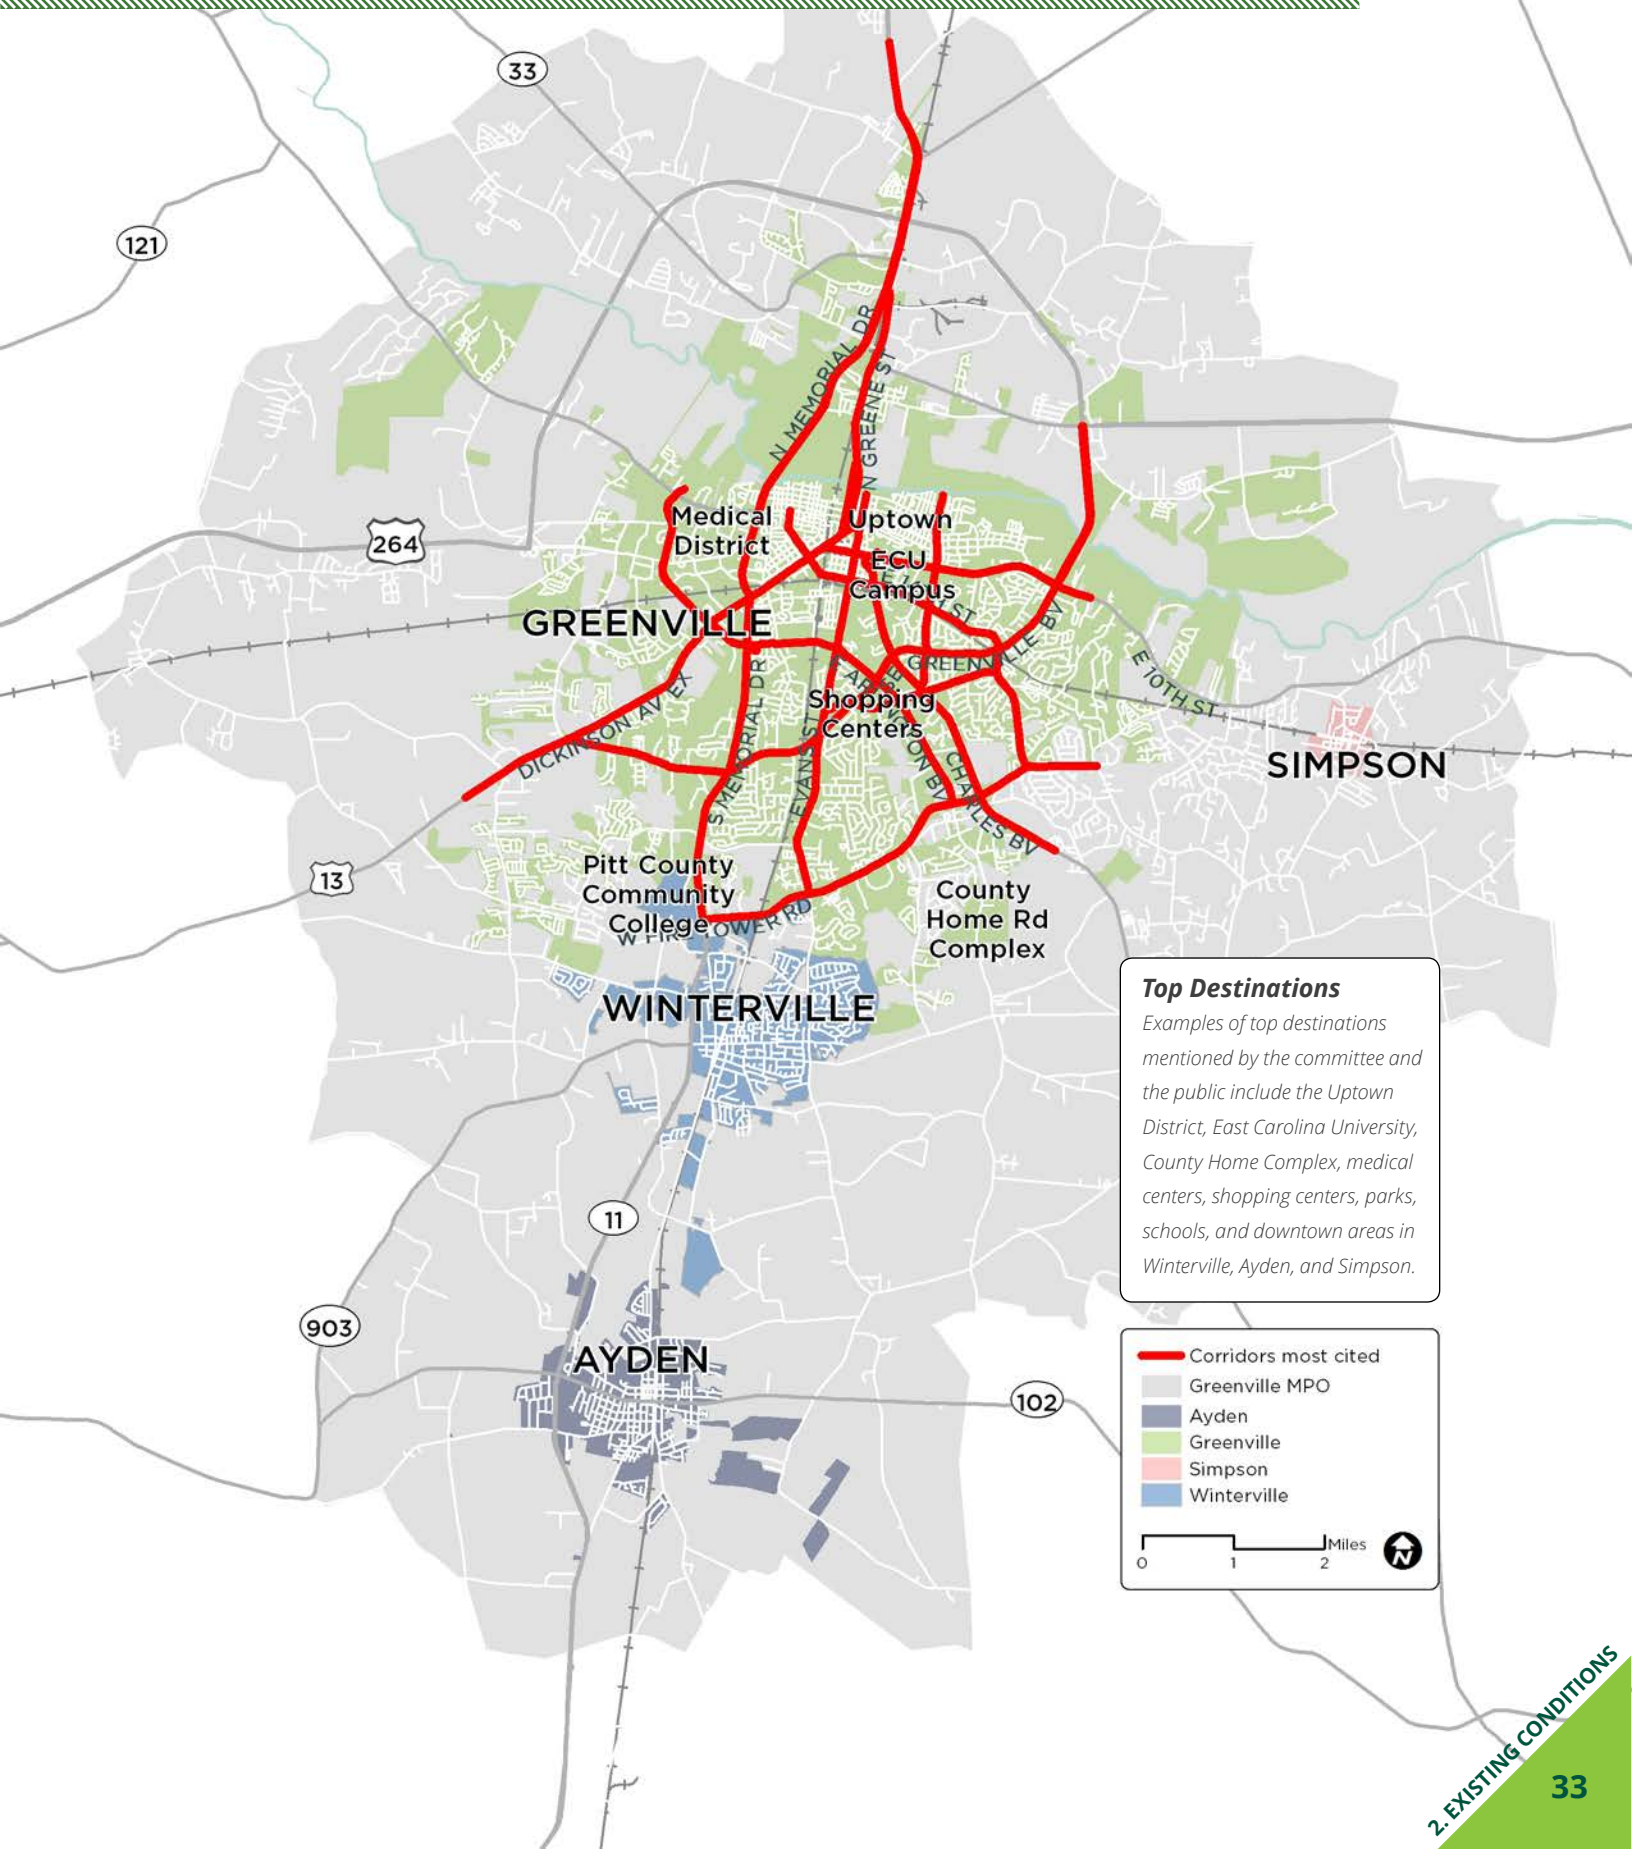 33
121
N MEMORIAL DR
N GREENE ST
264
Medical
District
Uptown
ECU
Campus
ST
GREENVILLE
GREENVILLE BV
E 10TH ST
Shopping
Centers
DICKINSON AV EX
S MEMORIAL DR
EVANS ST
CHARLES BV
SIMPSON
13
Pitt County
Community
College
County
Home Rd
Complex
TOWER RD
WINTERVILLE
Top Destinations
Examples of top destinations
mentioned by the committee and
the public include the Uptown
District, East Carolina University,
County Home Complex, medical
centers, shopping centers, parks,
schools, and downtown areas in
Winterville, Ayden, and Simpson.
11
903
AYDEN
102
Corridors most cited
Greenville MPO
Ayden
Greenville
Simpson
Winterville
Miles
0 1 2
N
2. EXISTING CONDITIONS
33